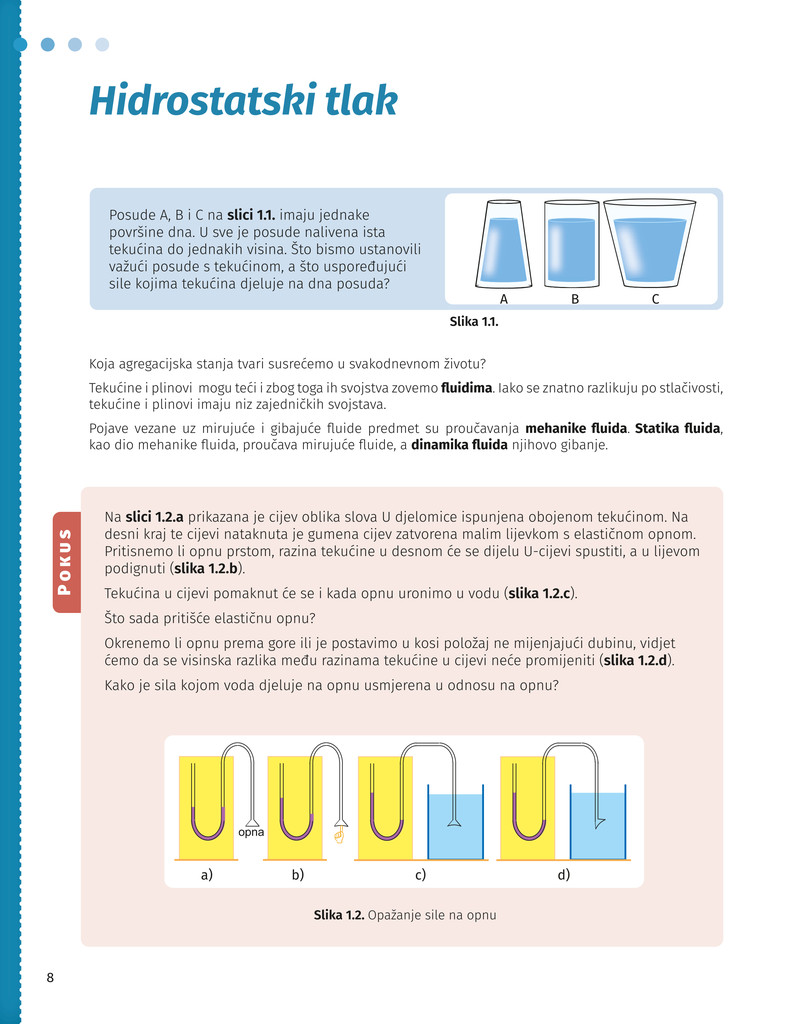 Hidrostatski tlak
Posude A, B i C na slici 1.1. imaju jednake
površine dna. U sve je posude nalivena ista
tekućina do jednakih visina. Što bismo ustanovili
važući posude s tekućinom, a što uspoređujući
sile kojima tekućina djeluje na dna posuda?
A
B
C
Slika 1.1.
Koja agregacijska stanja tvari susrećemo u svakodnevnom životu?
Tekućine i plinovi mogu teći i zbog toga ih svojstva zovemo fluidima. Iako se znatno razlikuju po stlačivosti,
tekućine i plinovi imaju niz zajedničkih svojstava.
Pojave vezane uz mirujuće i gibajuće fluide predmet su proučavanja mehanike fluida. Statika fluida,
kao dio mehanike fluida, proučava mirujuće fluide, a dinamika fluida njihovo gibanje.
POKUS
Na slici 1.2.a prikazana je cijev oblika slova U djelomice ispunjena obojenom tekućinom. Na
desni kraj te cijevi nataknuta je gumena cijev zatvorena malim lijevkom s elastičnom opnom.
Pritisnemo li opnu prstom, razina tekućine u desnom će se dijelu U-cijevi spustiti, a u lijevom
podignuti (slika 1.2.b).
Tekućina u cijevi pomaknut će se i kada opnu uronimo u vodu (slika 1.2.c).
Što sada pritišće elastičnu opnu?
Okrenemo li opnu prema gore ili je postavimo u kosi položaj ne mijenjajući dubinu, vidjet
ćemo da se visinska razlika među razinama tekućine u cijevi neće promijeniti (slika 1.2.d).
Kako je sila kojom voda djeluje na opnu usmjerena u odnosu na opnu?
opna
a)
b)
c)
d)
Slika 1.2. Opažanje sile na opnu
8